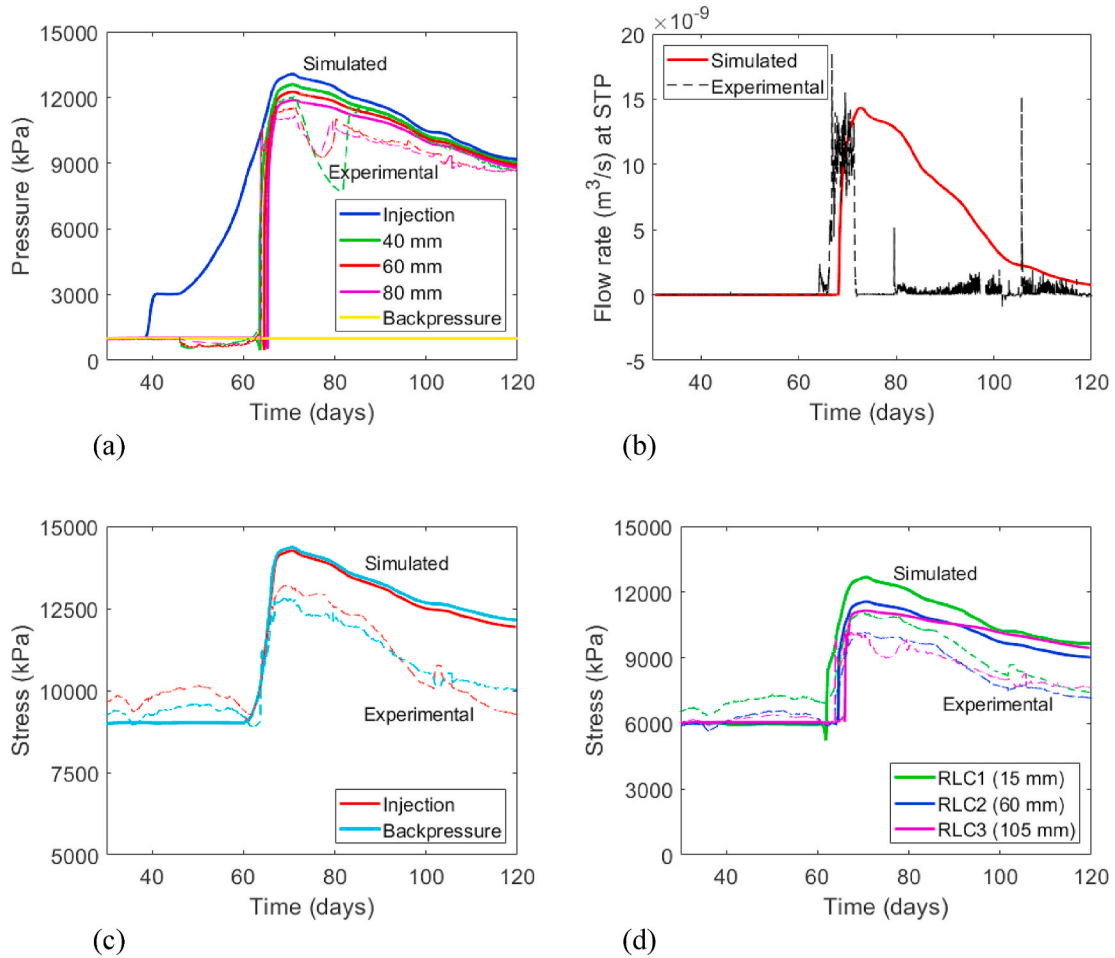 15000
12000
9000
6000
3000
0
Pressure (kPa)
Simulated
Experimental
Injection
40 mm
60 mm
80 mm
Backpressure
40 60 80 100 120
Time (days)
(a)
×10⁻⁹
20
15
10
5
0
-5
Flow rate (m³/s) at STP
Simulated
Experimental
40 60 80 100 120
Time (days)
(b)
15000
12500
10000
7500
5000
Stress (kPa)
Simulated
Experimental
Injection
Backpressure
40 60 80 100 120
Time (days)
(c)
15000
12000
9000
6000
3000
0
Stress (kPa)
Simulated
Experimental
RLC1 (15 mm)
RLC2 (60 mm)
RLC3 (105 mm)
40 60 80 100 120
Time (days)
(d)